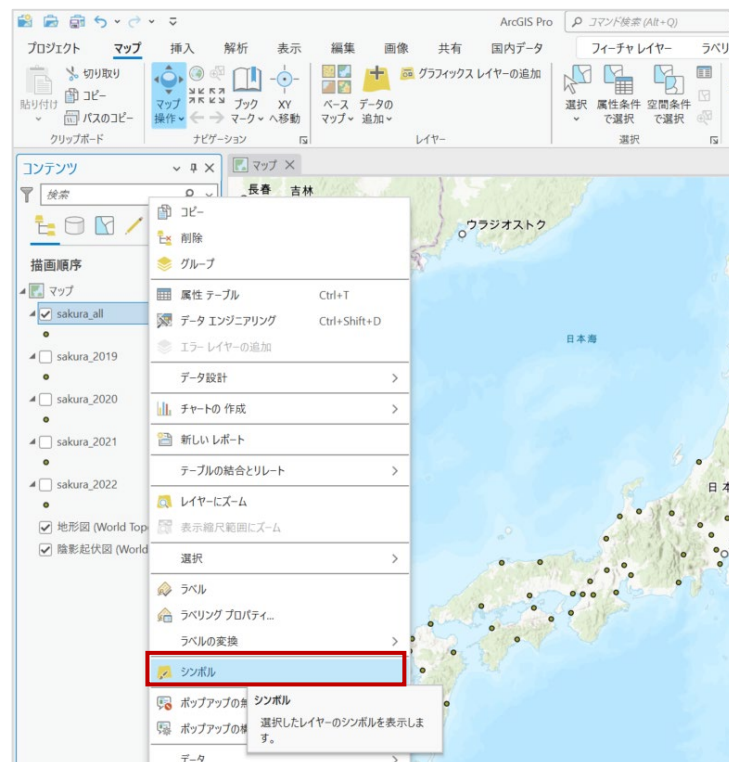 ArcGIS Pro
コマンド検索 (Alt+Q)
プロジェクト マップ 挿入 解析 表示 編集 画像 共有 国内データ フィーチャ レイヤー ラベリ
切り取り
コピー
パスのコピー
貼り付け
クリップボード
マップ操作
ブックマーク
XY へ移動
ナビゲーション
ベースマップ
データの追加
グラフィックス レイヤーの追加
レイヤー
選択
属性条件で選択
空間条件で選択
選択
コンテンツ
マップ
検索
描画順序
マップ
sakura_all
sakura_2019
sakura_2020
sakura_2021
sakura_2022
地形図 (World Top
陰影起伏図 (World
コピー
削除
グループ
属性 テーブル Ctrl+T
データ エンジニアリング Ctrl+Shift+D
エラー レイヤーの追加
データ設計
チャートの 作成
新しい レポート
テーブルの結合とリレート
レイヤーにズーム
表示縮尺範囲にズーム
選択
ラベル
ラベリング プロパティ...
ラベルの変換
シンボル
ポップアップの無
ポップアップの構
データ
シンボル
選択したレイヤーのシンボルを表示しま
す。
長春 吉林
ウラジオストク
日本海
日本